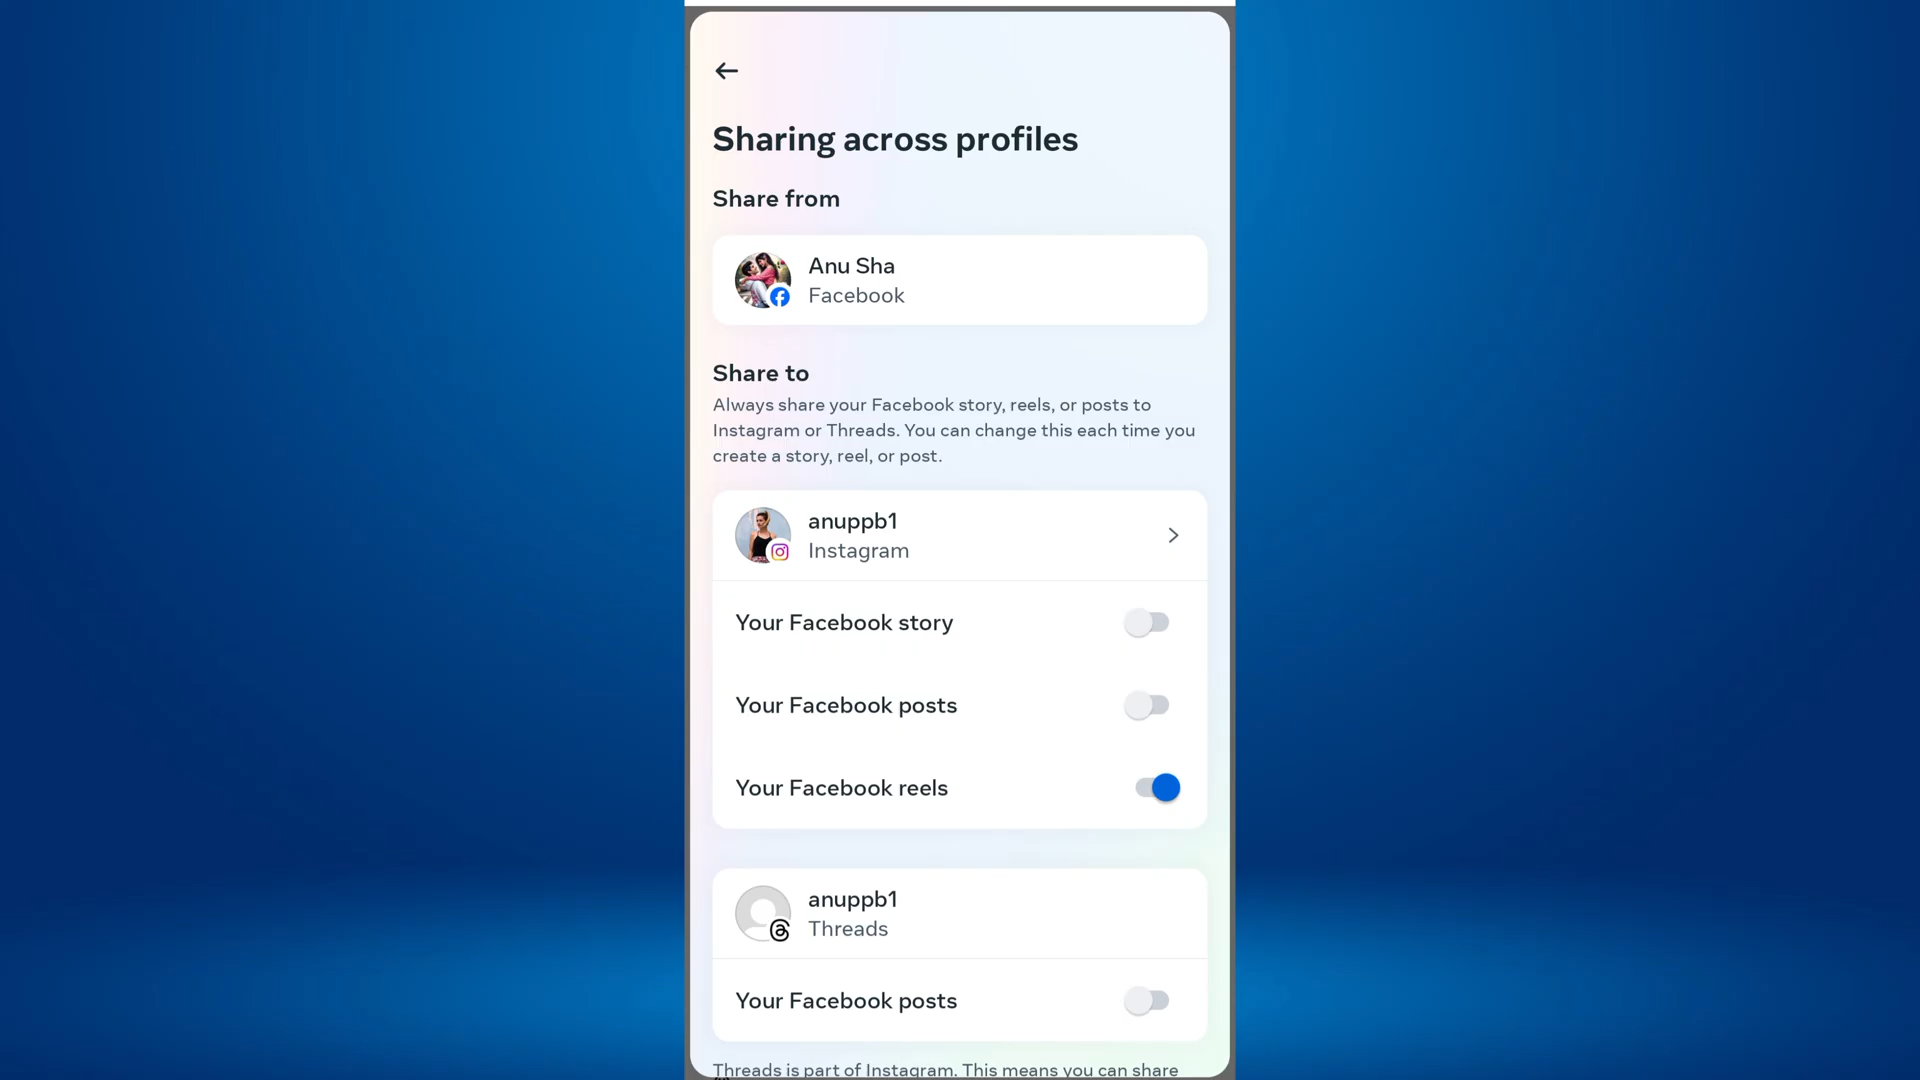 Sharing across profiles
Share from
Anu Sha
Facebook
Share to
Always share your Facebook story, reels, or posts to
Instagram or Threads. You can change this each time you
create a story, reel, or post.
anuppb1
Instagram
Your Facebook story
Your Facebook posts
Your Facebook reels
anuppb1
Threads
Your Facebook posts
Threads is part of Instagram. This means you can share